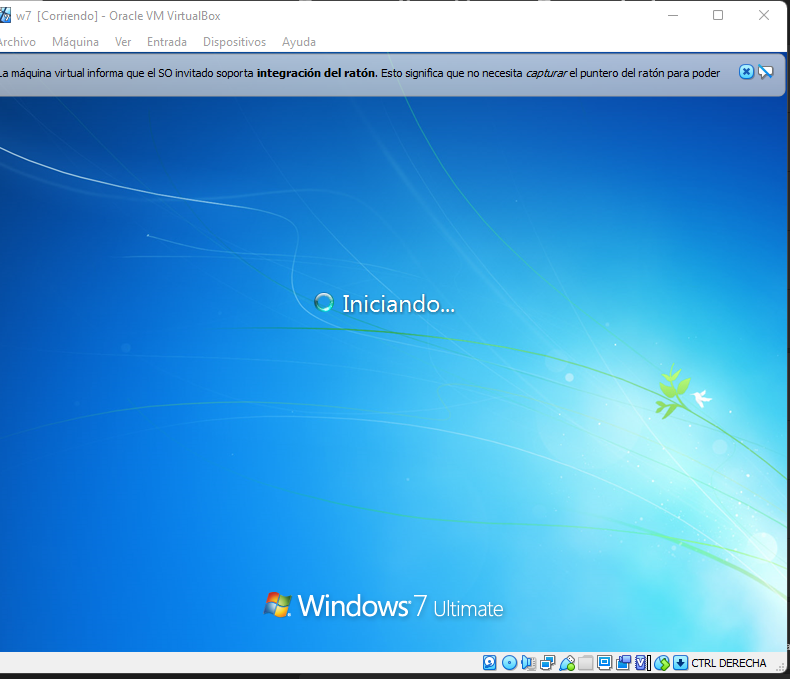 w7 [Corriendo] - Oracle VM VirtualBox
Archivo Máquina Ver Entrada Dispositivos Ayuda
La máquina virtual informa que el SO invitado soporta integración del ratón. Esto significa que no necesita capturar el puntero del ratón para poder
Iniciando...
Windows 7 Ultimate
CTRL DERECHA